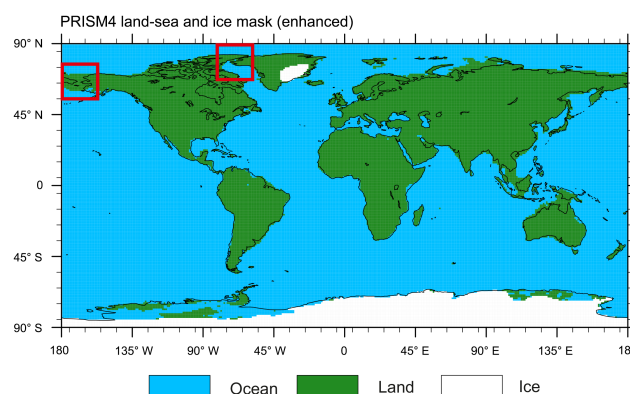 PRISM4 land-sea and ice mask (enhanced)
90° N
45° N
0
45° S
90° S
180 135° W 90° W 45° W 0 45° E 90° E 135° E 18
Ocean Land Ice